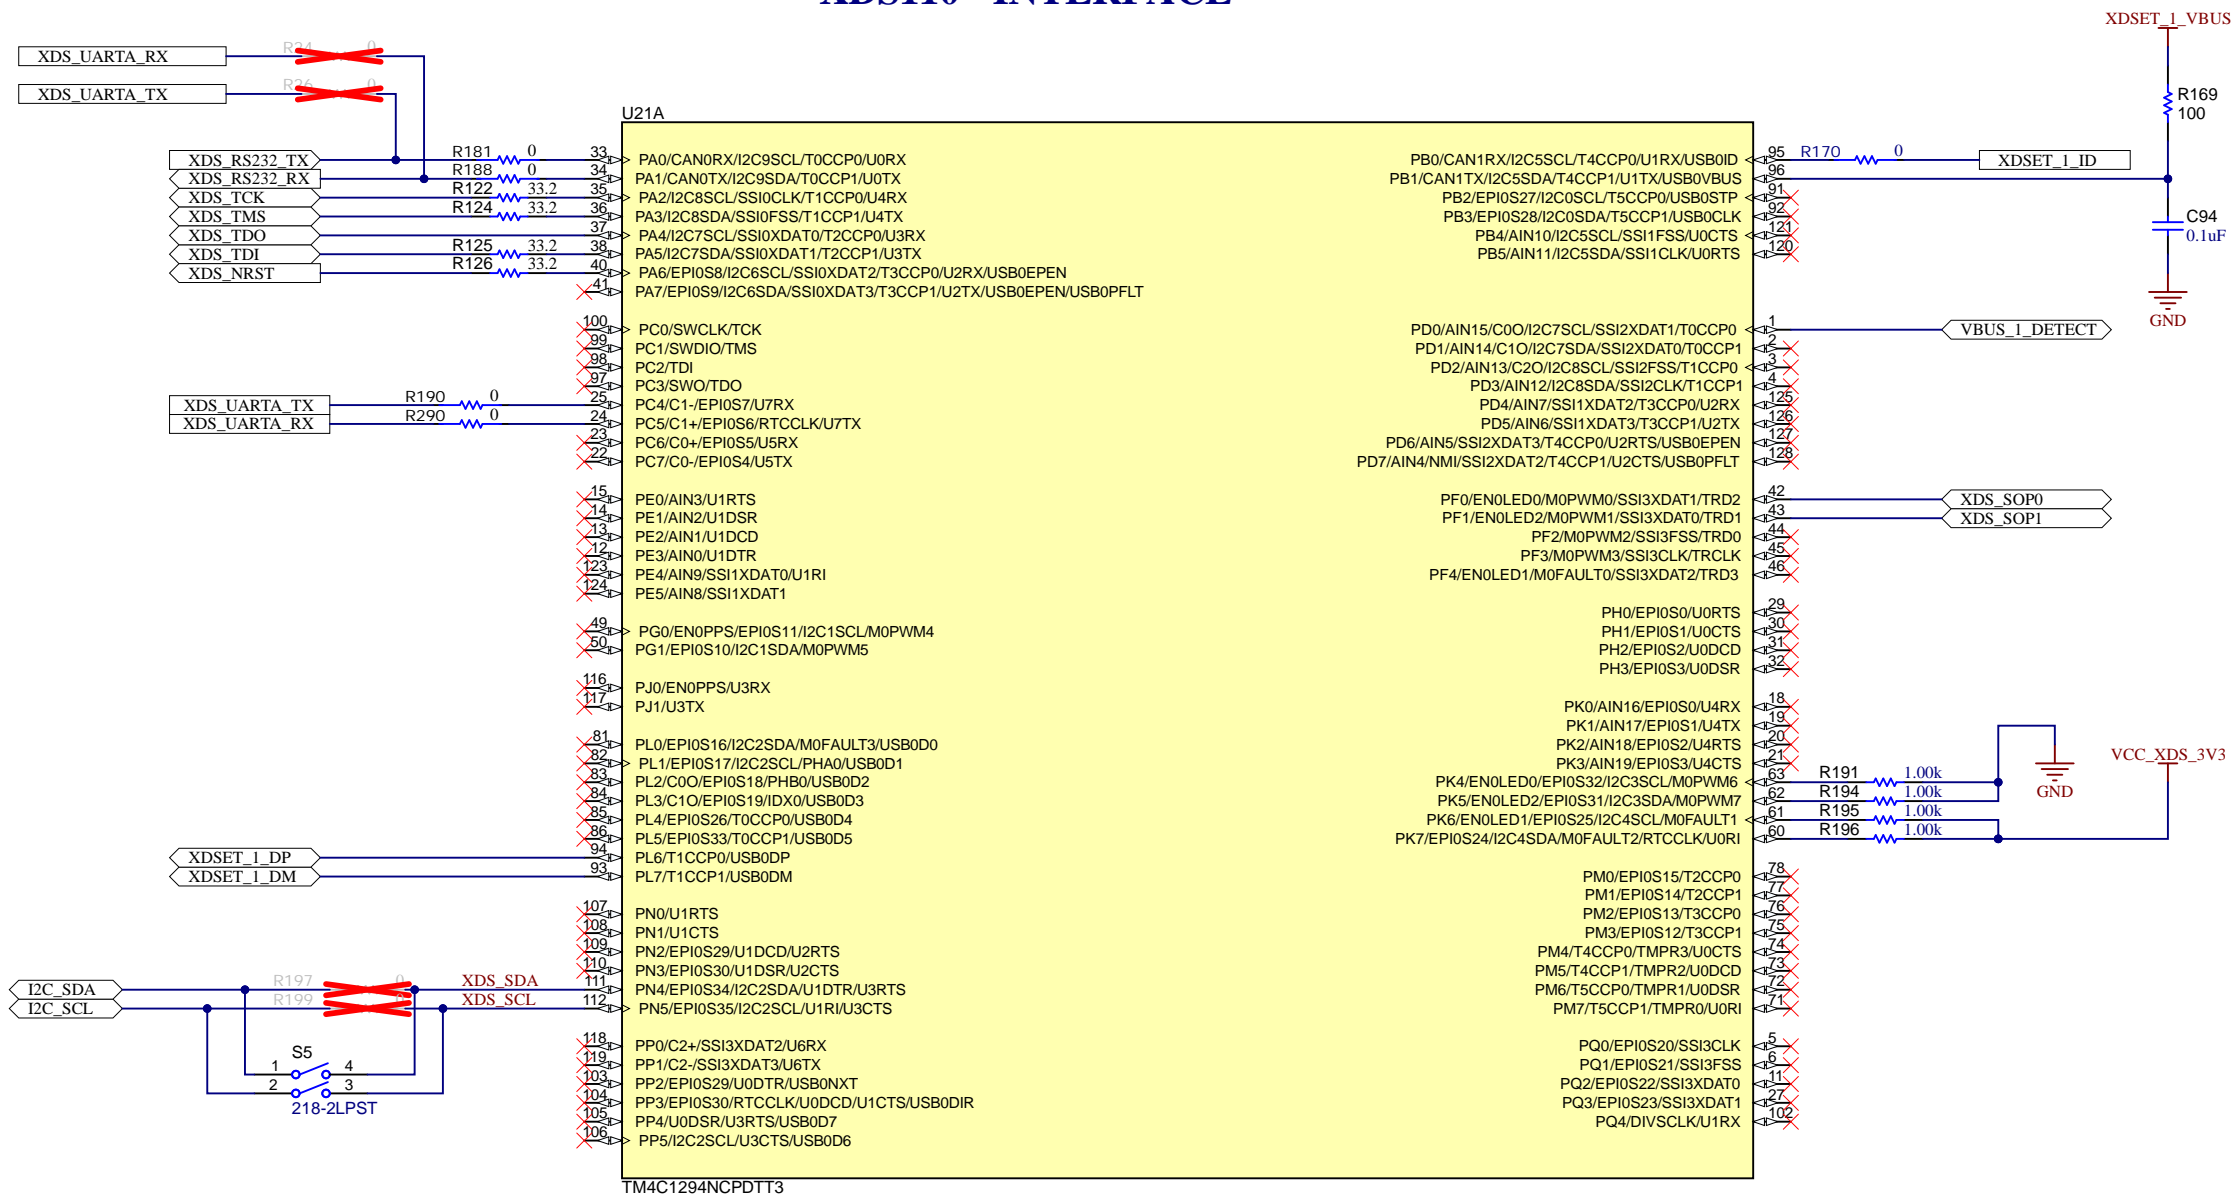 XDS110 INTERFACE
XDSET_1_VBUS
R169
100
C94
0.1uF
GND
XDS_UARTA_RX
R24 0
XDS_UARTA_TX
R26 0
U21A
XDS_RS232_TX R181 0 33 PA0/CAN0RX/I2C9SCL/T0CCP0/U0RX
XDS_RS232_RX R188 0 34 PA1/CAN0TX/I2C9SDA/T0CCP1/U0TX
XDS_TCK R122 33.2 35 PA2/I2C8SCL/SSI0CLK/T1CCP0/U4RX
XDS_TMS R124 33.2 36 PA3/I2C8SDA/SSI0FSS/T1CCP1/U4TX
XDS_TDO 37 PA4/I2C7SCL/SSI0XDAT0/T2CCP0/U3RX
XDS_TDI R125 33.2 38 PA5/I2C7SDA/SSI0XDAT1/T2CCP1/U3TX
XDS_NRST R126 33.2 40 PA6/EPI0S8/I2C6SCL/SSI0XDAT2/T3CCP0/U2RX/USB0EPEN
41 PA7/EPI0S9/I2C6SDA/SSI0XDAT3/T3CCP1/U2TX/USB0EPEN/USB0PFLT
100 PC0/SWCLK/TCK
99 PC1/SWDIO/TMS
98 PC2/TDI
97 PC3/SWO/TDO
XDS_UARTA_TX R190 0 25 PC4/C1-/EPI0S7/U7RX
XDS_UARTA_RX R290 0 24 PC5/C1+/EPI0S6/RTCCLK/U7TX
23 PC6/C0+/EPI0S5/U5RX
22 PC7/C0-/EPI0S4/U5TX
15 PE0/AIN3/U1RTS
14 PE1/AIN2/U1DSR
13 PE2/AIN1/U1DCD
12 PE3/AIN0/U1DTR
123 PE4/AIN9/SSI1XDAT0/U1RI
124 PE5/AIN8/SSI1XDAT1
49 PG0/EN0PPS/EPI0S11/I2C1SCL/M0PWM4
50 PG1/EPI0S10/I2C1SDA/M0PWM5
116 PJ0/EN0PPS/U3RX
117 PJ1/U3TX
81 PL0/EPI0S16/I2C2SDA/M0FAULT3/USB0D0
82 PL1/EPI0S17/I2C2SCL/PHA0/USB0D1
83 PL2/C0O/EPI0S18/PHB0/USB0D2
84 PL3/C1O/EPI0S19/IDX0/USB0D3
85 PL4/EPI0S26/T0CCP0/USB0D4
86 PL5/EPI0S33/T0CCP1/USB0D5
XDSET_1_DP 94 PL6/T1CCP0/USB0DP
XDSET_1_DM 93 PL7/T1CCP1/USB0DM
107 PN0/U1RTS
108 PN1/U1CTS
109 PN2/EPI0S29/U1DCD/U2RTS
110 PN3/EPI0S30/U1DSR/U2CTS
I2C_SDA R197 0 XDS_SDA 111 PN4/EPI0S34/I2C2SDA/U1DTR/U3RTS
I2C_SCL R199 0 XDS_SCL 112 PN5/EPI0S35/I2C2SCL/U1RI/U3CTS
118 PP0/C2+/SSI3XDAT2/U6RX
119 PP1/C2-/SSI3XDAT3/U6TX
103 PP2/EPI0S29/U0DTR/USB0NXT
104 PP3/EPI0S30/RTCCLK/U0DCD/U1CTS/USB0DIR
105 PP4/U0DSR/U3RTS/USB0D7
106 PP5/I2C2SCL/U3CTS/USB0D6
S5
1 4
2 3
218-2LPST
PB0/CAN1RX/I2C5SCL/T4CCP0/U1RX/USB0ID 95 R170 0 XDSET_1_ID
PB1/CAN1TX/I2C5SDA/T4CCP1/U1TX/USB0VBUS 96
PB2/EPI0S27/I2C0SCL/T5CCP0/USB0STP 91
PB3/EPI0S28/I2C0SDA/T5CCP1/USB0CLK 92
PB4/AIN10/I2C5SCL/SSI1FSS/U0CTS 121
PB5/AIN11/I2C5SDA/SSI1CLK/U0RTS 120
PD0/AIN15/C0O/I2C7SCL/SSI2XDAT1/T0CCP0 1 VBUS_1_DETECT
PD1/AIN14/C1O/I2C7SDA/SSI2XDAT0/T0CCP1 2
PD2/AIN13/C2O/I2C8SCL/SSI2FSS/T1CCP0 3
PD3/AIN12/I2C8SDA/SSI2CLK/T1CCP1 4
PD4/AIN7/SSI1XDAT2/T3CCP0/U2RX 125
PD5/AIN6/SSI1XDAT3/T3CCP1/U2TX 126
PD6/AIN5/SSI2XDAT3/T4CCP0/U2RTS/USB0EPEN 127
PD7/AIN4/NMI/SSI2XDAT2/T4CCP1/U2CTS/USB0PFLT 128
PF0/EN0LED0/M0PWM0/SSI3XDAT1/TRD2 42 XDS_SOP0
PF1/EN0LED2/M0PWM1/SSI3XDAT0/TRD1 43 XDS_SOP1
PF2/M0PWM2/SSI3FSS/TRD0 44
PF3/M0PWM3/SSI3CLK/TRCLK 45
PF4/EN0LED1/M0FAULT0/SSI3XDAT2/TRD3 46
PH0/EPI0S0/U0RTS 29
PH1/EPI0S1/U0CTS 30
PH2/EPI0S2/U0DCD 31
PH3/EPI0S3/U0DSR 32
PK0/AIN16/EPI0S0/U4RX 18
PK1/AIN17/EPI0S1/U4TX 19
PK2/AIN18/EPI0S2/U4RTS 20
PK3/AIN19/EPI0S3/U4CTS 21
PK4/EN0LED0/EPI0S32/I2C3SCL/M0PWM6 63 R191 1.00k
PK5/EN0LED2/EPI0S31/I2C3SDA/M0PWM7 62 R194 1.00k
PK6/EN0LED1/EPI0S25/I2C4SCL/M0FAULT1 61 R195 1.00k
PK7/EPI0S24/I2C4SDA/M0FAULT2/RTCCLK/U0RI 60 R196 1.00k
GND
VCC_XDS_3V3
PM0/EPI0S15/T2CCP0 78
PM1/EPI0S14/T2CCP1 77
PM2/EPI0S13/T3CCP0 76
PM3/EPI0S12/T3CCP1 75
PM4/T4CCP0/TMPR3/U0CTS 74
PM5/T4CCP1/TMPR2/U0DCD 73
PM6/T5CCP0/TMPR1/U0DSR 72
PM7/T5CCP1/TMPR0/U0RI 71
PQ0/EPI0S20/SSI3CLK 5
PQ1/EPI0S21/SSI3FSS 6
PQ2/EPI0S22/SSI3XDAT0 11
PQ3/EPI0S23/SSI3XDAT1 27
PQ4/DIVSCLK/U1RX 102
TM4C1294NCPDTT3